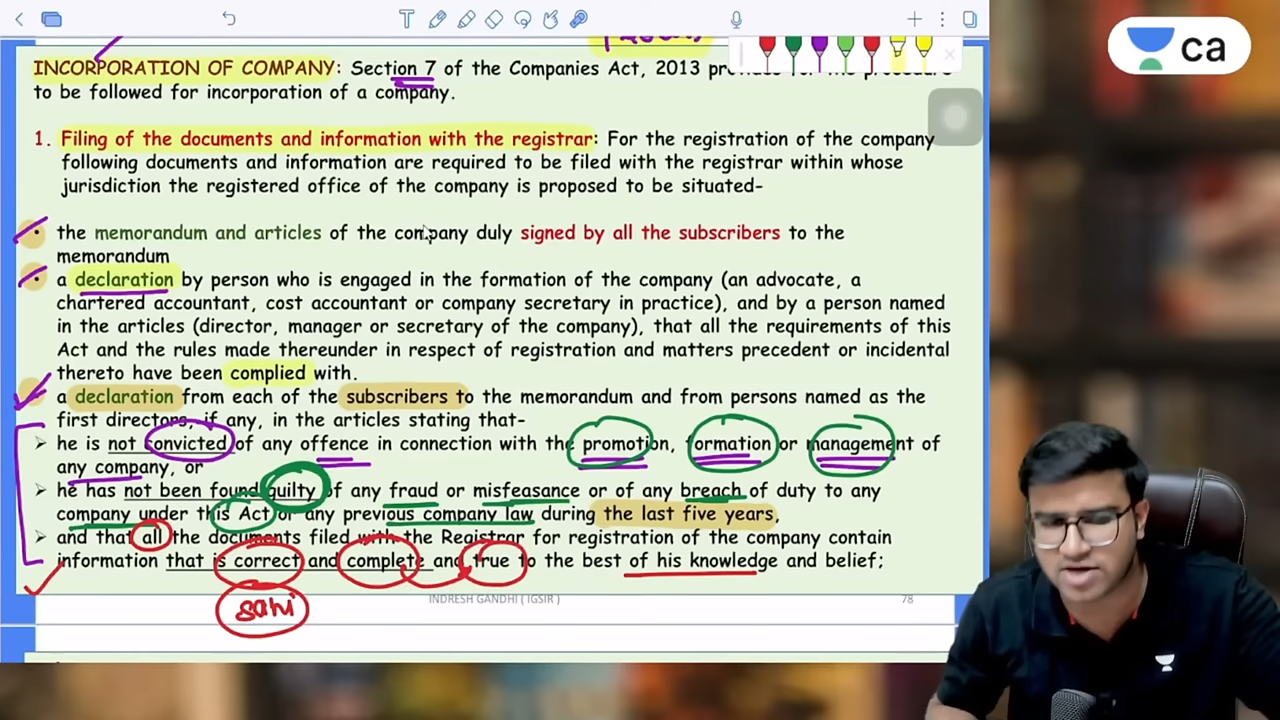 ca
INCORPORATION OF COMPANY: Section 7 of the Companies Act, 2013 procedure
to be followed for incorporation of a company.
1. Filing of the documents and information with the registrar: For the registration of the company
following documents and information are required to be filed with the registrar within whose
jurisdiction the registered office of the company is proposed to be situated-
• the memorandum and articles of the company duly signed by all the subscribers to the
memorandum
• a declaration by person who is engaged in the formation of the company (an advocate, a
chartered accountant, cost accountant or company secretary in practice), and by a person named
in the articles (director, manager or secretary of the company), that all the requirements of this
Act and the rules made thereunder in respect of registration and matters precedent or incidental
thereto have been complied with.
a declaration from each of the subscribers to the memorandum and from persons named as the
first directors, if any, in the articles stating that-
➢ he is not convicted of any offence in connection with the promotion, formation or management of
any company, or
➢ he has not been found guilty of any fraud or misfeasance or of any breach of duty to any
company under this Act or any previous company law during the last five years,
➢ and that all the documents filed with the Registrar for registration of the company contain
information that is correct and complete and true to the best of his knowledge and belief;
sahi
INDRESH GANDHI ( IGSIR )
78